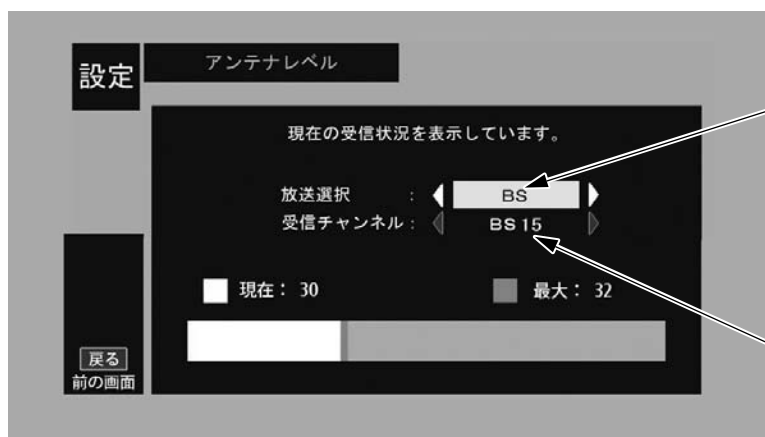 設定
アンテナレベル
現在の受信状況を表示しています。
放送選択 : BS
受信チャンネル : BS 15
現在： 30
最大： 32
戻る
前の画面